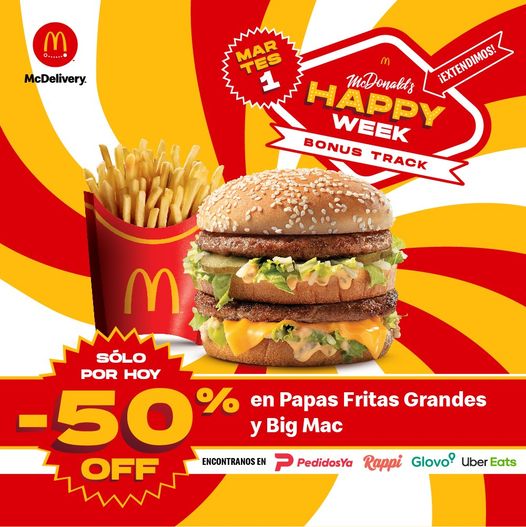 McDelivery.
MAR
TES
1
¡EXTENDIMOS!
McDonald's
HAPPY
WEEK
BONUS TRACK
SÓLO
POR HOY
-50%
OFF
en Papas Fritas Grandes
y Big Mac
ENCONTRANOS EN PedidosYa Rappi Glovo Uber Eats